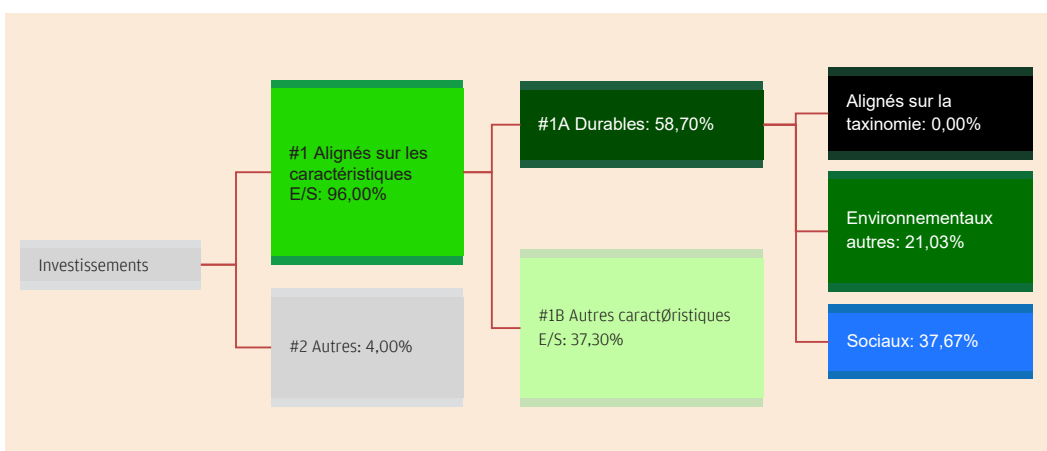 Investissements
#1 Alignés sur les
caractéristiques
E/S: 96,00%
#2 Autres: 4,00%
#1A Durables: 58,70%
#1B Autres caractØristiques
E/S: 37,30%
Alignés sur la
taxinomie: 0,00%
Environnementaux
autres: 21,03%
Sociaux: 37,67%